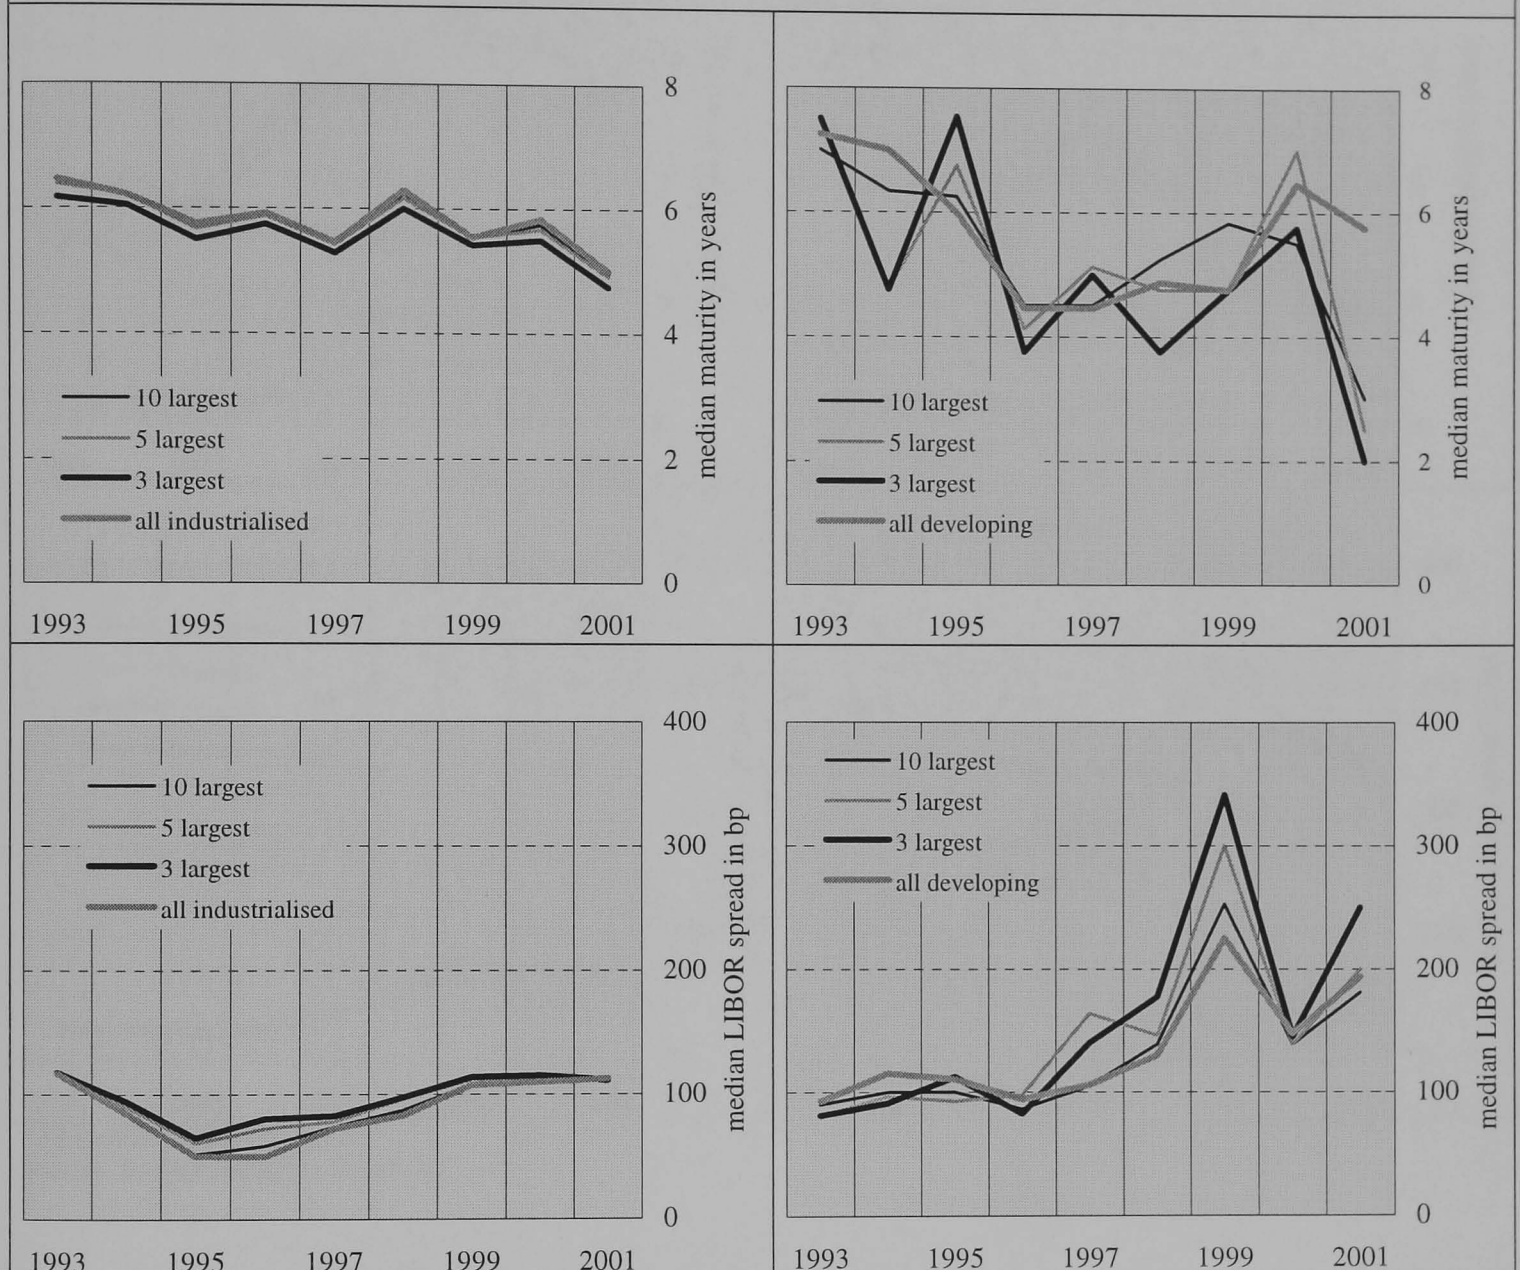 8
6
4
2
0
median maturity in years
10 largest
5 largest
3 largest
all industrialised
1993 1995 1997 1999 2001
8
6
4
2
0
median maturity in years
10 largest
5 largest
3 largest
all developing
1993 1995 1997 1999 2001
400
300
200
100
0
median LIBOR spread in bp
10 largest
5 largest
3 largest
all industrialised
1993 1995 1997 1999 2001
400
300
200
100
0
median LIBOR spread in bp
10 largest
5 largest
3 largest
all developing
1993 1995 1997 1999 2001